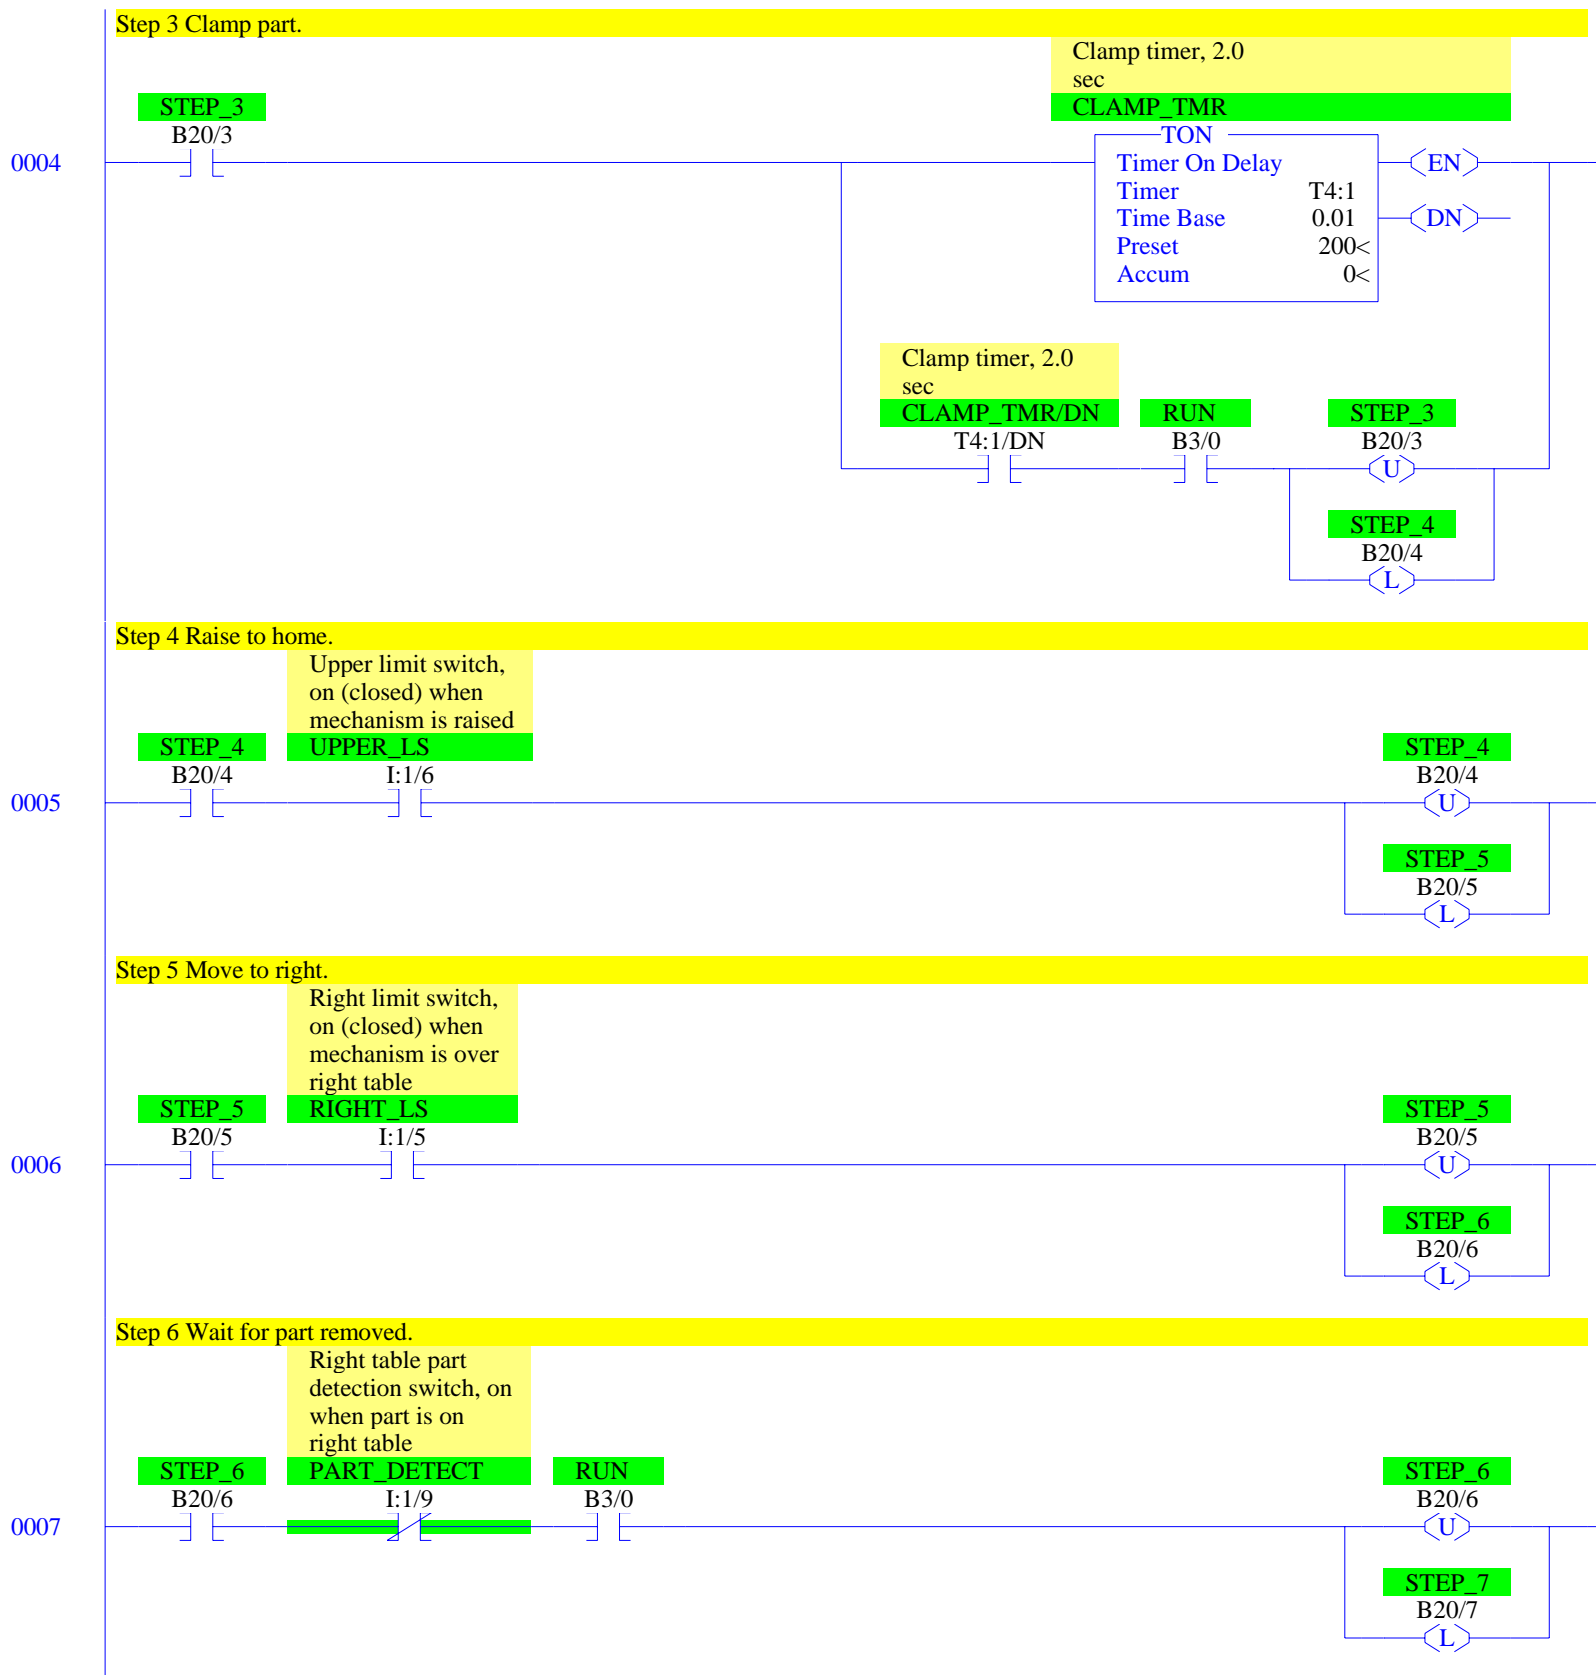 Step 3 Clamp part.
Clamp timer, 2.0
sec
STEP_3
CLAMP_TMR
B20/3
TON
0004
Timer On Delay
EN
Timer T4:1
Time Base 0.01
DN
Preset 200<
Accum 0<
Clamp timer, 2.0
sec
CLAMP_TMR/DN RUN STEP_3
T4:1/DN B3/0 B20/3
U
STEP_4
B20/4
L
Step 4 Raise to home.
Upper limit switch,
on (closed) when
mechanism is raised
STEP_4 UPPER_LS STEP_4
B20/4 I:1/6 B20/4
0005 U
STEP_5
B20/5
L
Step 5 Move to right.
Right limit switch,
on (closed) when
mechanism is over
right table
STEP_5 RIGHT_LS STEP_5
B20/5 I:1/5 B20/5
0006 U
STEP_6
B20/6
L
Step 6 Wait for part removed.
Right table part
detection switch, on
when part is on
right table
STEP_6 PART_DETECT RUN STEP_6
B20/6 I:1/9 B3/0 B20/6
0007 U
STEP_7
B20/7
L